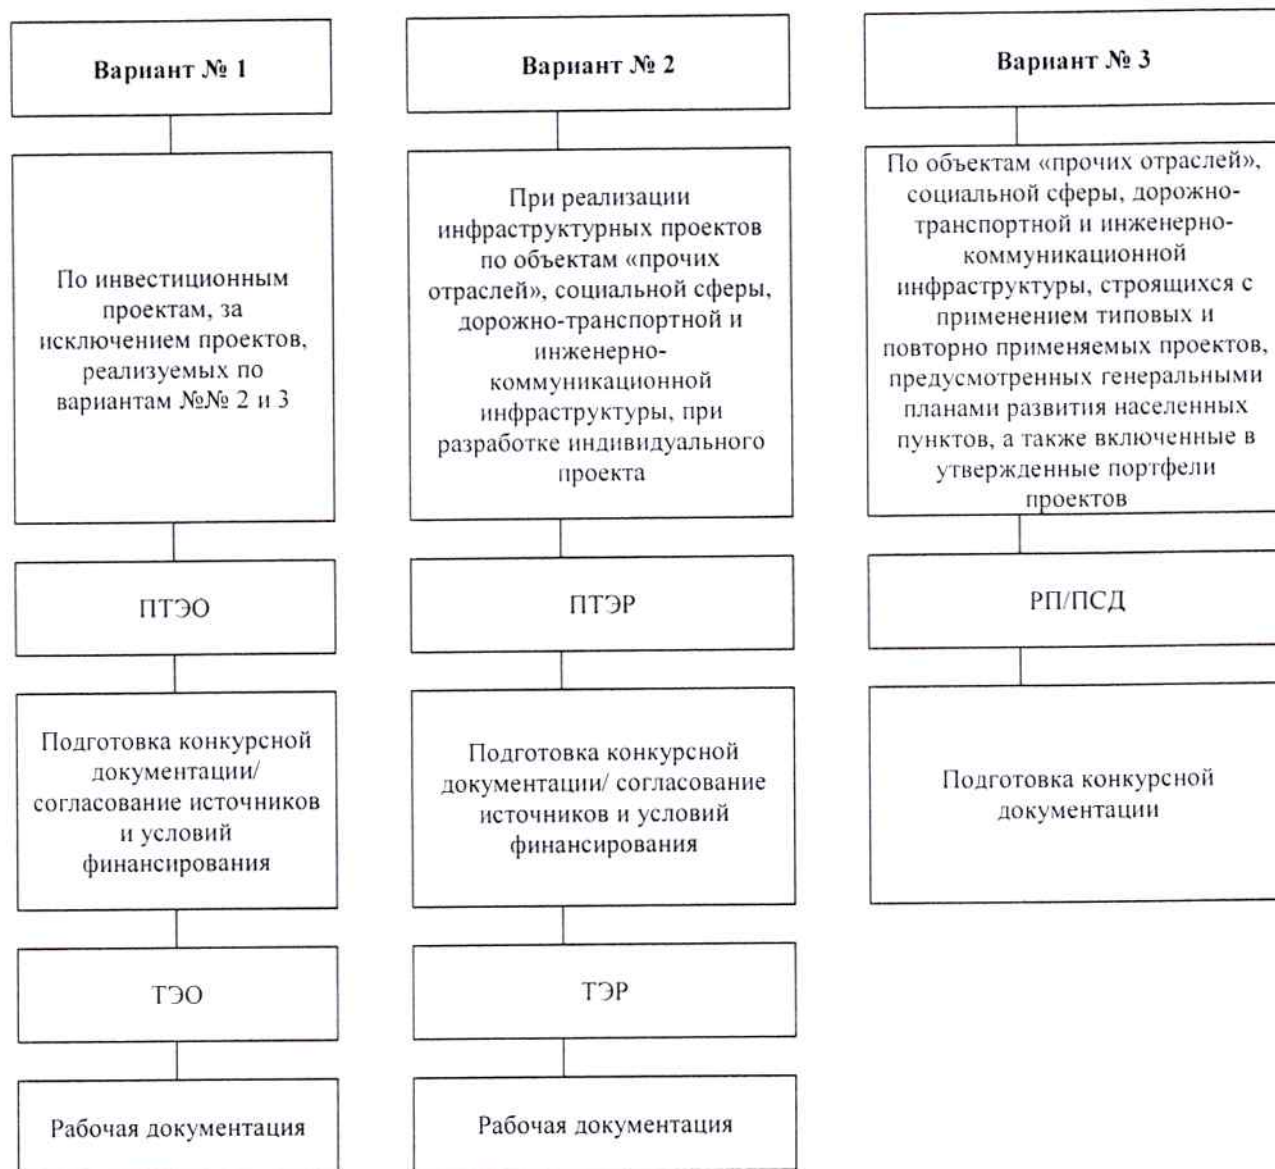 Вариант № 1
По инвестиционным
проектам, за
исключением проектов,
реализуемых по
вариантам №№ 2 и 3
ПТЭО
Подготовка конкурсной
документации/
согласование источников
и условий
финансирования
ТЭО
Рабочая документация
Вариант № 2
При реализации
инфраструктурных проектов
по объектам «прочих
отраслей», социальной сферы,
дорожно-транспортной и
инженерно-
коммуникационной
инфраструктуры, при
разработке индивидуального
проекта
ПТЭР
Подготовка конкурсной
документации/ согласование
источников и условий
финансирования
ТЭР
Рабочая документация
Вариант № 3
По объектам «прочих отраслей»,
социальной сферы, дорожно-
транспортной и инженерно-
коммуникационной
инфраструктуры, строящихся с
применением типовых и
повторно применяемых проектов,
предусмотренных генеральными
планами развития населенных
пунктов, а также включенные в
утвержденные портфели
проектов
РП/ПСД
Подготовка конкурсной
документации